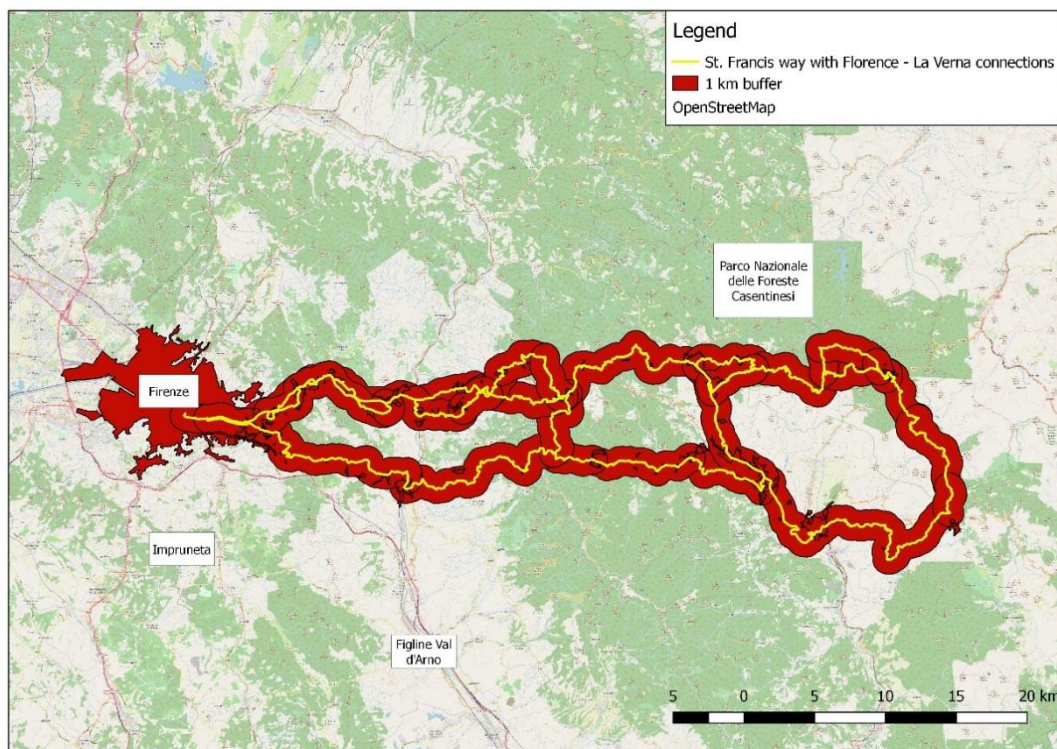 Legend
St. Francis way with Florence - La Verna connections
1 km buffer
OpenStreetMap
Parco Nazionale
delle Foreste
Casentinesi
Firenze
Impruneta
Figline Val
d'Arno
5 0 5 10 15 20 km